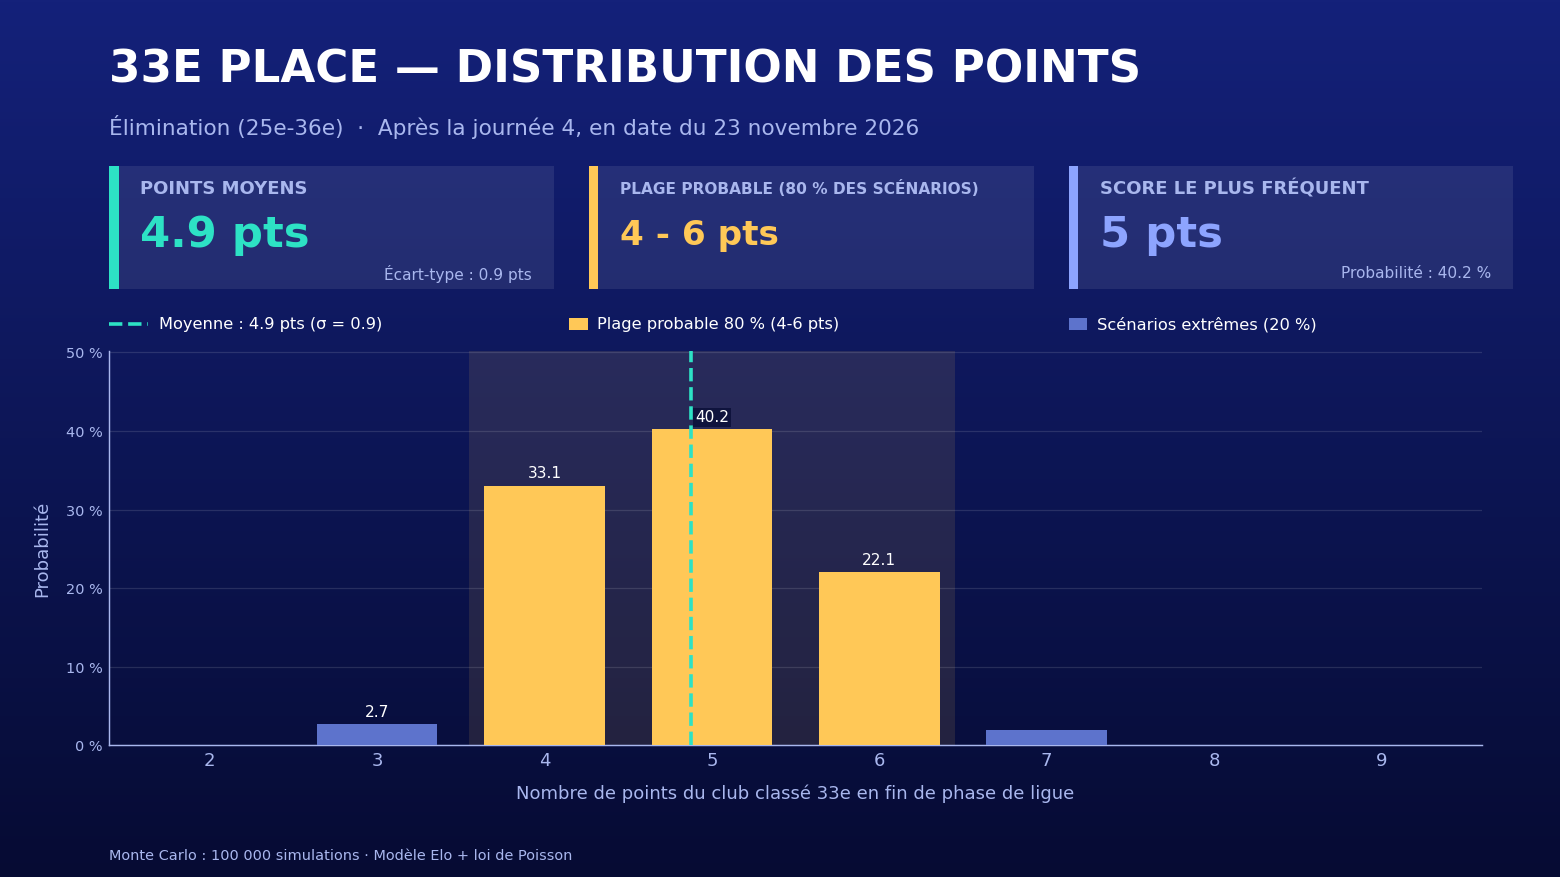 33E PLACE — DISTRIBUTION DES POINTS
Élimination (25e-36e) · Après la journée 4, en date du 23 novembre 2026
POINTS MOYENS
4.9 pts
Écart-type : 0.9 pts
PLAGE PROBABLE (80 % DES SCÉNARIOS)
4 - 6 pts
SCORE LE PLUS FRÉQUENT
5 pts
Probabilité : 40.2 %
Moyenne : 4.9 pts (σ = 0.9)
Plage probable 80 % (4-6 pts)
Scénarios extrêmes (20 %)
Probabilité
50 %
40 %
30 %
20 %
10 %
0 %
2.7
33.1
40.2
22.1
2 3 4 5 6 7 8 9
Nombre de points du club classé 33e en fin de phase de ligue
Monte Carlo : 100 000 simulations · Modèle Elo + loi de Poisson